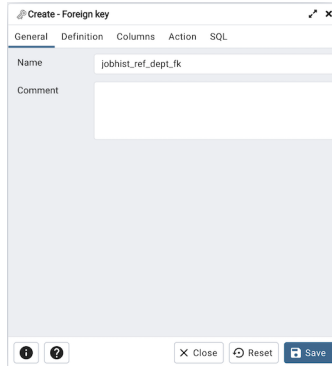 Create - Foreign key
General Definition Columns Action SQL
Name jobhist_ref_dept_fk
Comment
Close Reset Save